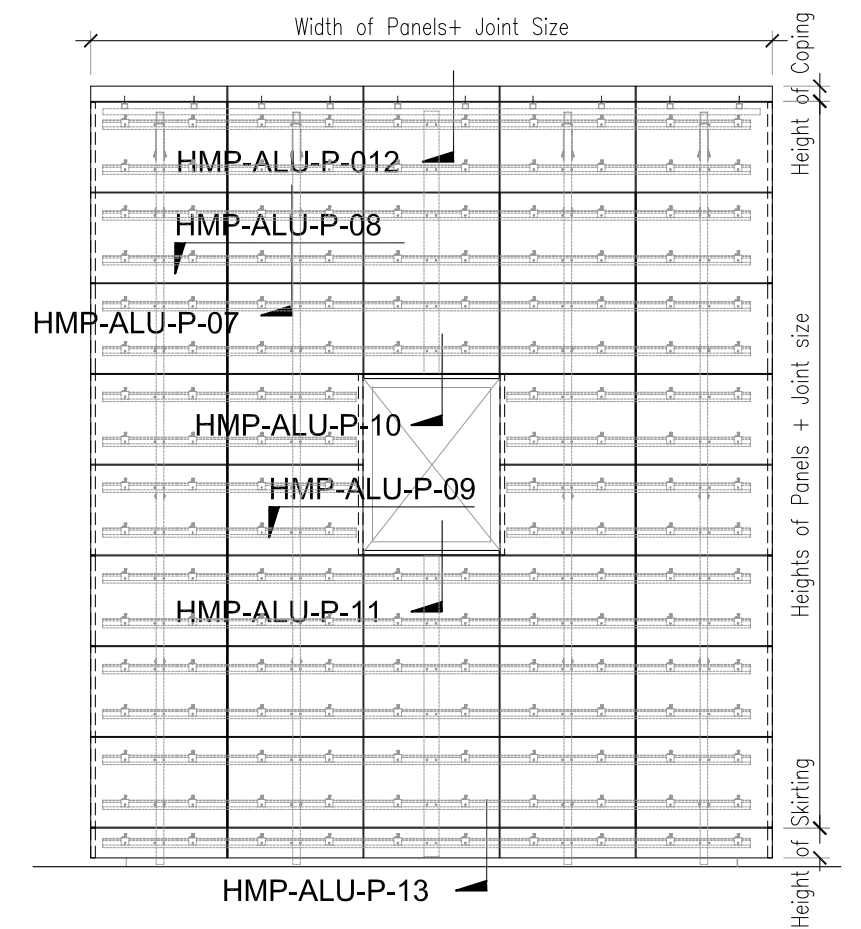 Width of Panels+ Joint Size
Height of Coping
HMP-ALU-P-012
HMP-ALU-P-08
HMP-ALU-P-07
Heights of Panels + Joint size
HMP-ALU-P-10
HMP-ALU-P-09
HMP-ALU-P-11
Height of Skirting
HMP-ALU-P-13